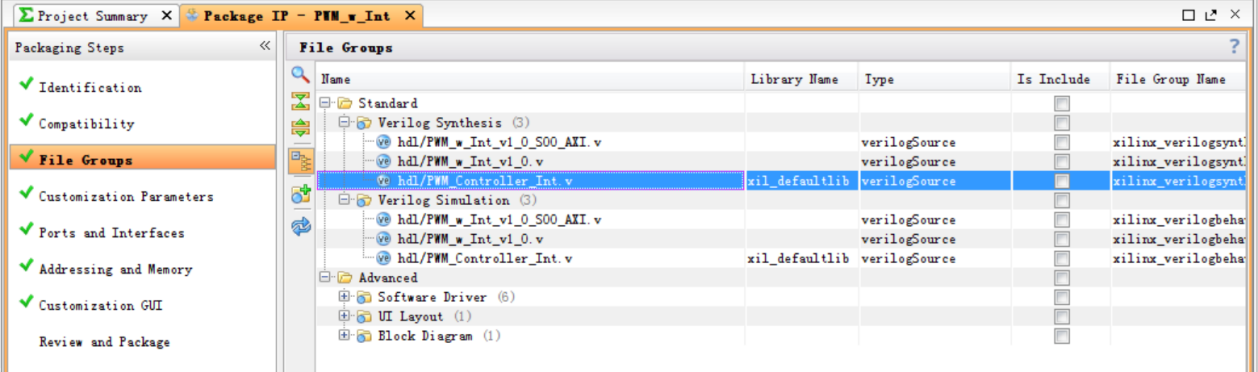 Project Summary × Package IP - PWM_w_Int ×
Packaging Steps «
Identification
Compatibility
File Groups
Customization Parameters
Ports and Interfaces
Addressing and Memory
Customization GUI
Review and Package
File Groups ?
Name Library Name Type Is Include File Group Name
Standard
Verilog Synthesis (3)
hdl/PWM_w_Int_v1_0_S00_AXI.v verilogSource xilinx_verilogsynt
hdl/PWM_w_Int_v1_0.v verilogSource xilinx_verilogsynt
hdl/PWM_Controller_Int.v xil_defaultlib verilogSource xilinx_verilogsynt
Verilog Simulation (3)
hdl/PWM_w_Int_v1_0_S00_AXI.v verilogSource xilinx_verilogbeha
hdl/PWM_w_Int_v1_0.v verilogSource xilinx_verilogbeha
hdl/PWM_Controller_Int.v xil_defaultlib verilogSource xilinx_verilogbeha
Advanced
Software Driver (6)
UI Layout (1)
Block Diagram (1)